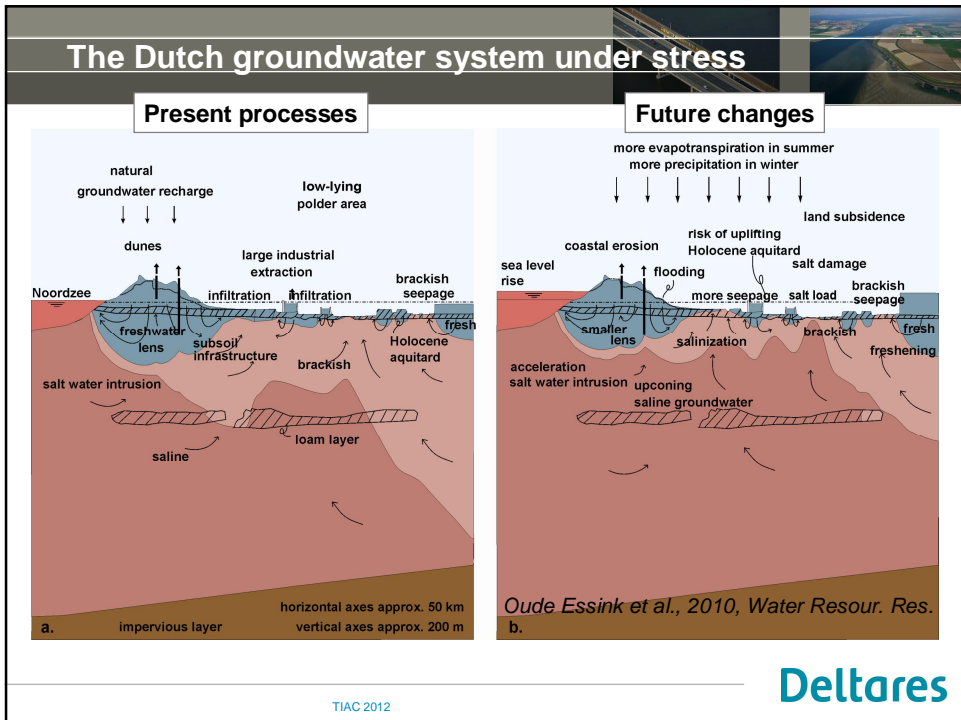 The Dutch groundwater system under stress
Present processes
natural
groundwater recharge
low-lying
polder area
dunes
large industrial
extraction
Noordzee
infiltration
infiltration
brackish
seepage
freshwater
lens
subsoil
infrastructure
fresh
Holocene
aquitard
brackish
salt water intrusion
loam layer
saline
horizontal axes approx. 50 km
vertical axes approx. 200 m
a.
impervious layer
Future changes
more evapotranspiration in summer
more precipitation in winter
land subsidence
risk of uplifting
Holocene aquitard
coastal erosion
salt damage
sea level
rise
flooding
more seepage
salt load
brackish
seepage
smaller
lens
salinization
brackish
fresh
freshening
acceleration
salt water intrusion
upconing
saline groundwater
Oude Essink et al., 2010, Water Resour. Res.
b.
TIAC 2012
Deltares